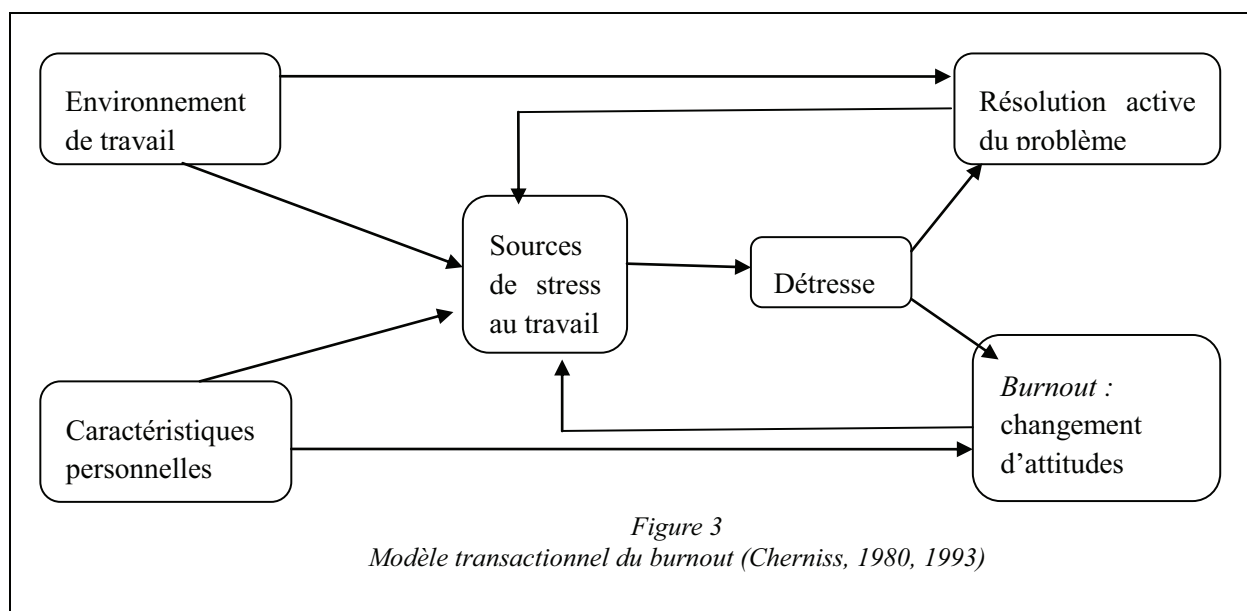 Environnement
de travail
Résolution active
du problème
Sources
de stress
au travail
Détresse
Caractéristiques
personnelles
Burnout :
changement
d’attitudes
Figure 3
Modèle transactionnel du burnout (Cherniss, 1980, 1993)